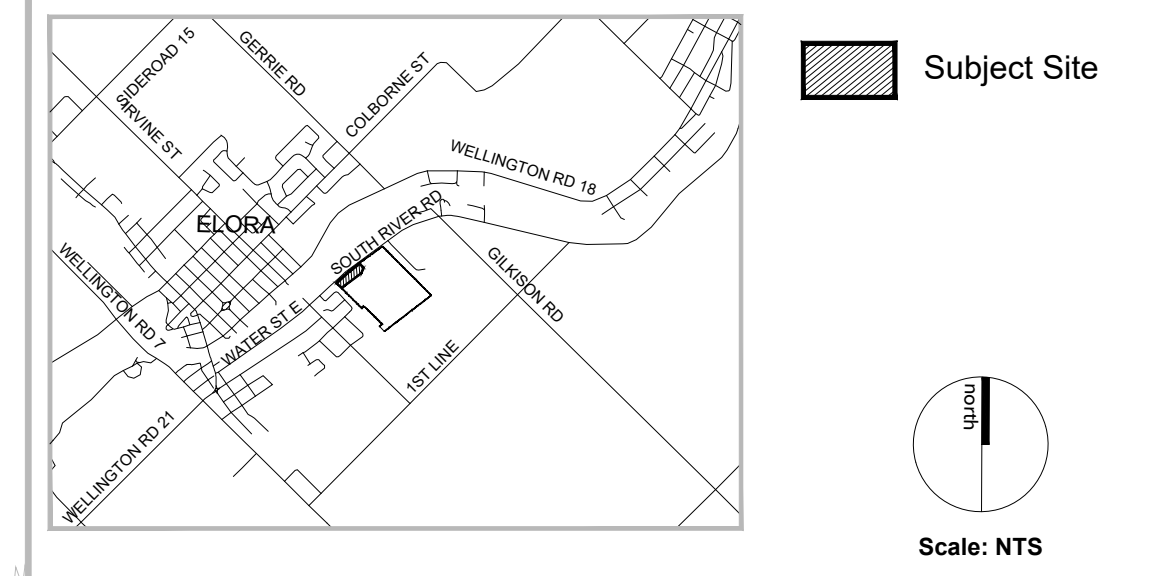 SIDEROAD 15
GERRIE RD
COLBORNE ST
IRVINE ST
WELLINGTON RD 18
ELORA
SOUTH RIVER RD
WELLINGTON RD 7
GILKISON RD
WATER ST E
1ST LINE
WELLINGTON RD 21
Subject Site
north
Scale: NTS